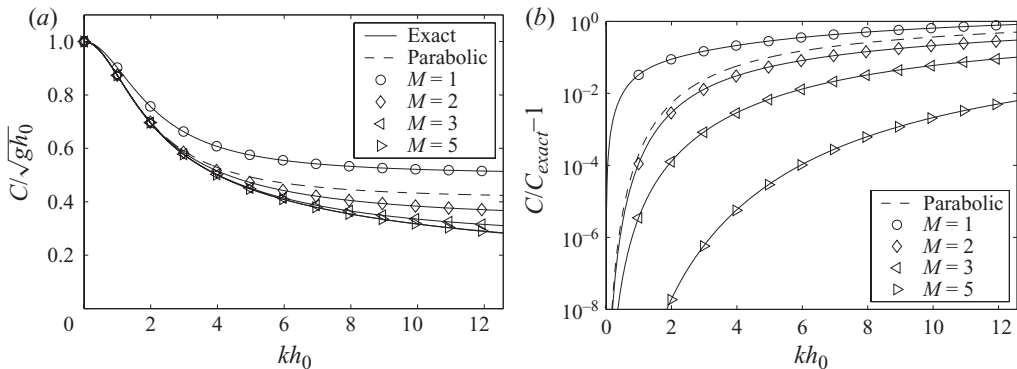 (a)
1.0
0.8
0.6
0.4
0.2
0
2
4
6
8
10
12
C/√gh₀
kh₀
Exact
Parabolic
M = 1
M = 2
M = 3
M = 5
(b)
10⁰
10⁻²
10⁻⁴
10⁻⁶
10⁻⁸
0
2
4
6
8
10
12
C/C_exact−1
kh₀
Parabolic
M = 1
M = 2
M = 3
M = 5